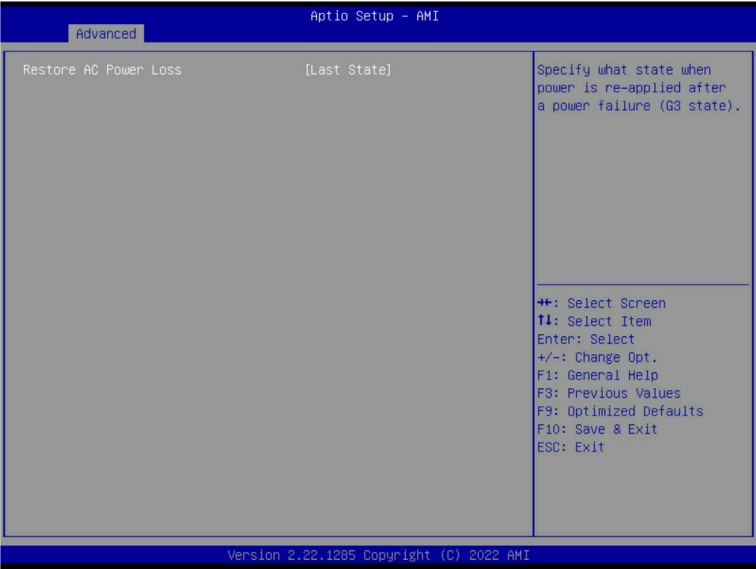 Aptio Setup – AMI
Advanced
Restore AC Power Loss [Last State]
Specify what state when
power is re-applied after
a power failure (G3 state).
→←: Select Screen
↑↓: Select Item
Enter: Select
+/-: Change Opt.
F1: General Help
F3: Previous Values
F9: Optimized Defaults
F10: Save & Exit
ESC: Exit
Version 2.22.1285 Copyright (C) 2022 AMI